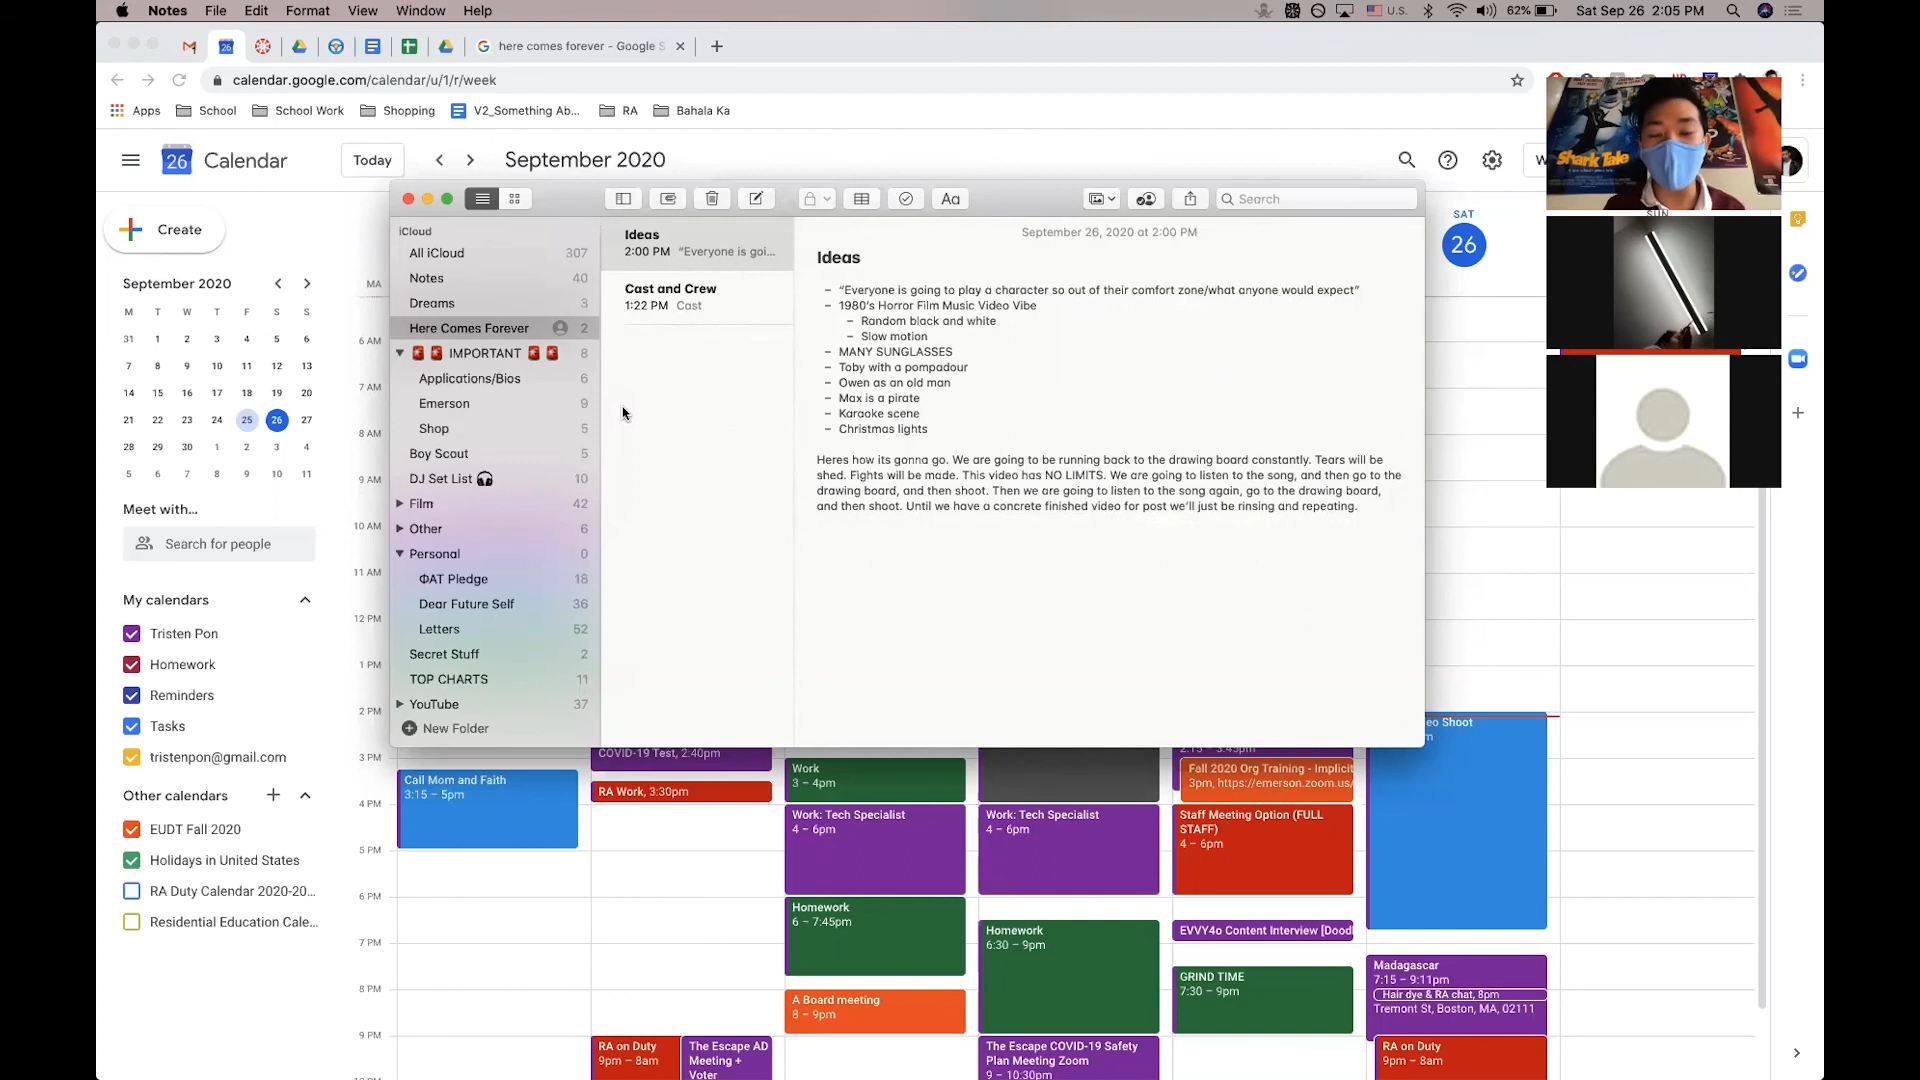 Notes File Edit Format View Window Help
U.S. 62% Sat Sep 26 2:05 PM
here comes forever - Google S
calendar.google.com/calendar/u/1/r/week
Apps School School Work Shopping V2_Something Ab... RA Bahala Ka
26 Calendar Today September 2020
Shark Tale
Create
September 2020
M T W T F S S
31 1 2 3 4 5 6
7 8 9 10 11 12 13
14 15 16 17 18 19 20
21 22 23 24 25 26 27
28 29 30 1 2 3 4
5 6 7 8 9 10 11
Meet with...
Search for people
My calendars
Tristen Pon
Homework
Reminders
Tasks
tristenpon@gmail.com
Other calendars
EUDT Fall 2020
Holidays in United States
RA Duty Calendar 2020-20...
Residential Education Cale...
Aa
Search
iCloud
All iCloud 307
Notes 40
Dreams 3
Here Comes Forever 2
IMPORTANT 8
Applications/Bios 6
Emerson 9
Shop 5
Boy Scout 5
DJ Set List 10
Film 42
Other 6
Personal 0
ΦAT Pledge 18
Dear Future Self 36
Letters 52
Secret Stuff 2
TOP CHARTS 11
YouTube 37
New Folder
Ideas
2:00 PM “Everyone is goi...
Cast and Crew
1:22 PM Cast
September 26, 2020 at 2:00 PM
Ideas
– “Everyone is going to play a character so out of their comfort zone/what anyone would expect”
– 1980’s Horror Film Music Video Vibe
– Random black and white
– Slow motion
– MANY SUNGLASSES
– Toby with a pompadour
– Owen as an old man
– Max is a pirate
– Karaoke scene
– Christmas lights
Heres how its gonna go. We are going to be running back to the drawing board constantly. Tears will be
shed. Fights will be made. This video has NO LIMITS. We are going to listen to the song, and then go to the
drawing board, and then shoot. Then we are going to listen to the song again, go to the drawing board,
and then shoot. Until we have a concrete finished video for post we’ll just be rinsing and repeating.
SAT
26
SUN
6 AM
7 AM
8 AM
9 AM
10 AM
11 AM
12 PM
1 PM
2 PM
3 PM
4 PM
5 PM
6 PM
7 PM
8 PM
9 PM
Call Mom and Faith
3:15 – 5pm
COVID-19 Test, 2:40pm
RA Work, 3:30pm
RA on Duty
9pm – 8am
The Escape AD
Meeting +
Voter
Work
3 – 4pm
Work: Tech Specialist
4 – 6pm
Homework
6 – 7:45pm
A Board meeting
8 – 9pm
Work: Tech Specialist
4 – 6pm
Homework
6:30 – 9pm
The Escape COVID-19 Safety
Plan Meeting Zoom
9 – 10:30pm
2:15 – 3:45pm
Fall 2020 Org Training - Implicit
3pm, https://emerson.zoom.us/
Staff Meeting Option (FULL
STAFF)
4 – 6pm
EVVY4o Content Interview [Dood
GRIND TIME
7:30 – 9pm
eo Shoot
m
Madagascar
7:15 – 9:11pm
Hair dye & RA chat, 8pm
Tremont St, Boston, MA, 02111
RA on Duty
9pm – 8am